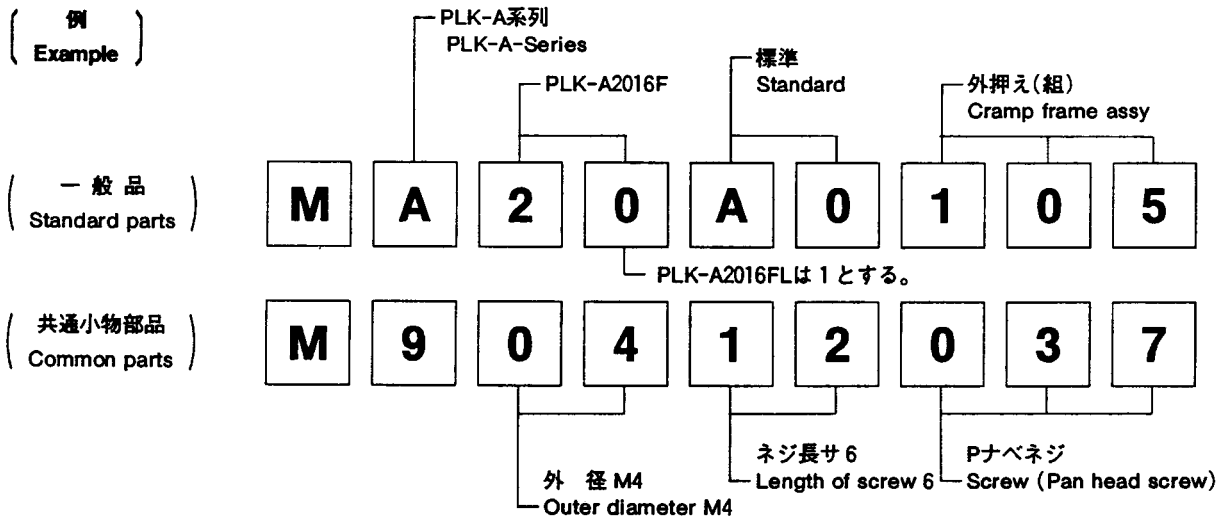 例
Example
PLK-A系列
PLK-A-Series
PLK-A2016F
標準
Standard
外押え(組)
Cramp frame assy
一般品
Standard parts
M A 2 0 A 0 1 0 5
PLK-A2016FLは1とする。
共通小物部品
Common parts
M 9 0 4 1 2 0 3 7
外 径 M4
Outer diameter M4
ネジ長サ 6
Length of screw 6
Pナベネジ
Screw (Pan head screw)